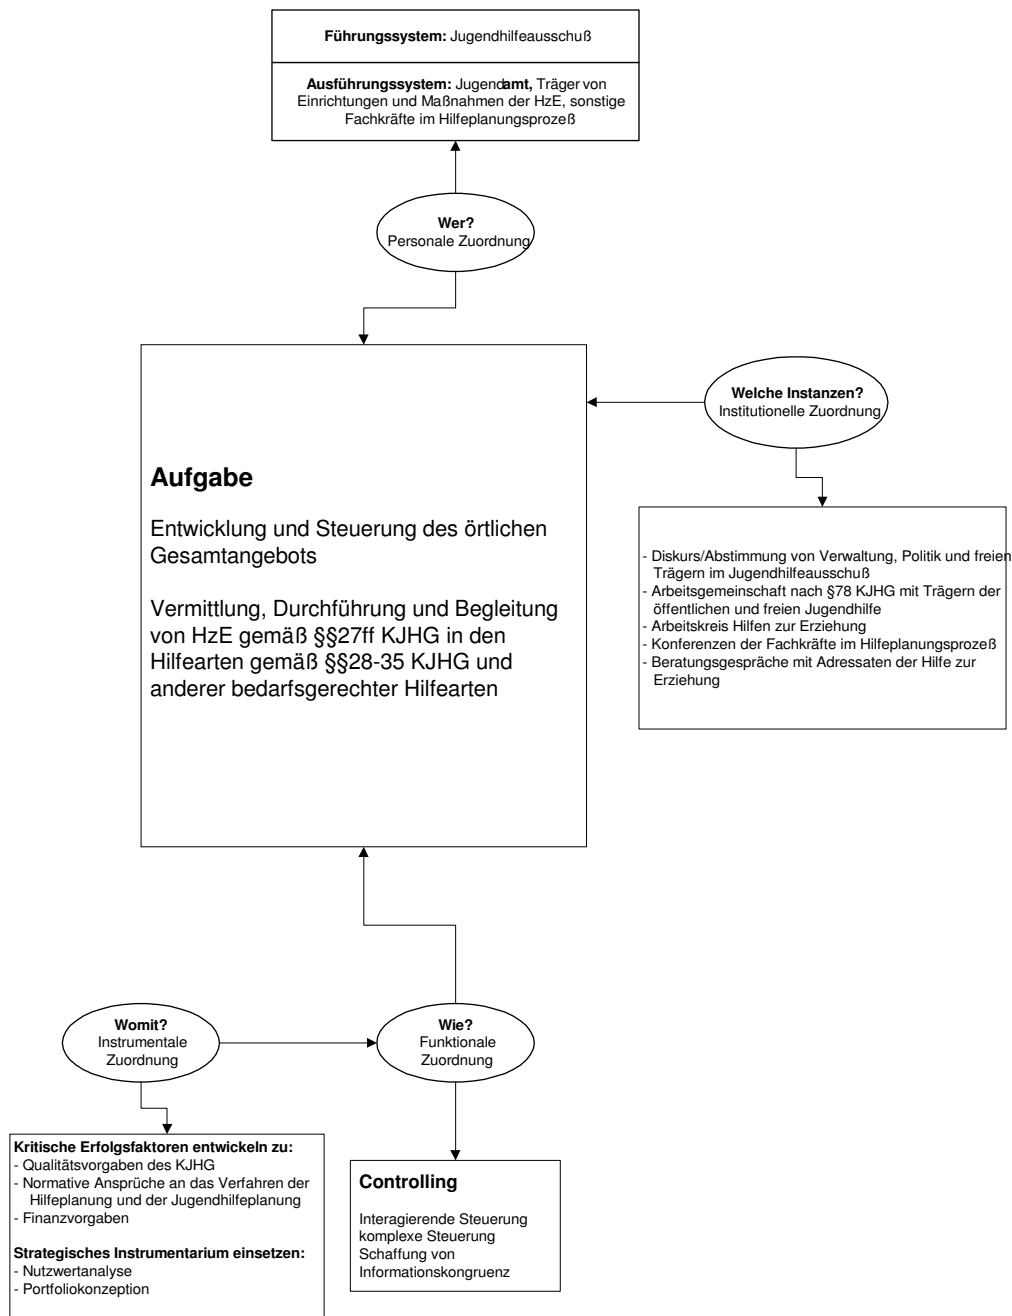 Führungssystem: Jugendhilfeausschuß
Ausführungssystem: Jugendamt, Träger von
Einrichtungen und Maßnahmen der HzE, sonstige
Fachkräfte im Hilfeplanungsprozeß
Wer?
Personale Zuordnung
Welche Instanzen?
Institutionelle Zuordnung
Aufgabe
Entwicklung und Steuerung des örtlichen
Gesamtangebots
Vermittlung, Durchführung und Begleitung
von HzE gemäß §§27ff KJHG in den
Hilfearten gemäß §§28-35 KJHG und
anderer bedarfsgerechter Hilfearten
- Diskurs/Abstimmung von Verwaltung, Politik und freien
Trägern im Jugendhilfeausschuß
- Arbeitsgemeinschaft nach §78 KJHG mit Trägern der
öffentlichen und freien Jugendhilfe
- Arbeitskreis Hilfen zur Erziehung
- Konferenzen der Fachkräfte im Hilfeplanungsprozeß
- Beratungsgespräche mit Adressaten der Hilfe zur
Erziehung
Womit?
Instrumentale
Zuordnung
Wie?
Funktionale
Zuordnung
Kritische Erfolgsfaktoren entwickeln zu:
- Qualitätsvorgaben des KJHG
- Normative Ansprüche an das Verfahren der
Hilfeplanung und der Jugendhilfeplanung
- Finanzvorgaben
Strategisches Instrumentarium einsetzen:
- Nutzwertanalyse
- Portfoliokonzeption
Controlling
Interagierende Steuerung
komplexe Steuerung
Schaffung von
Informationskongruenz